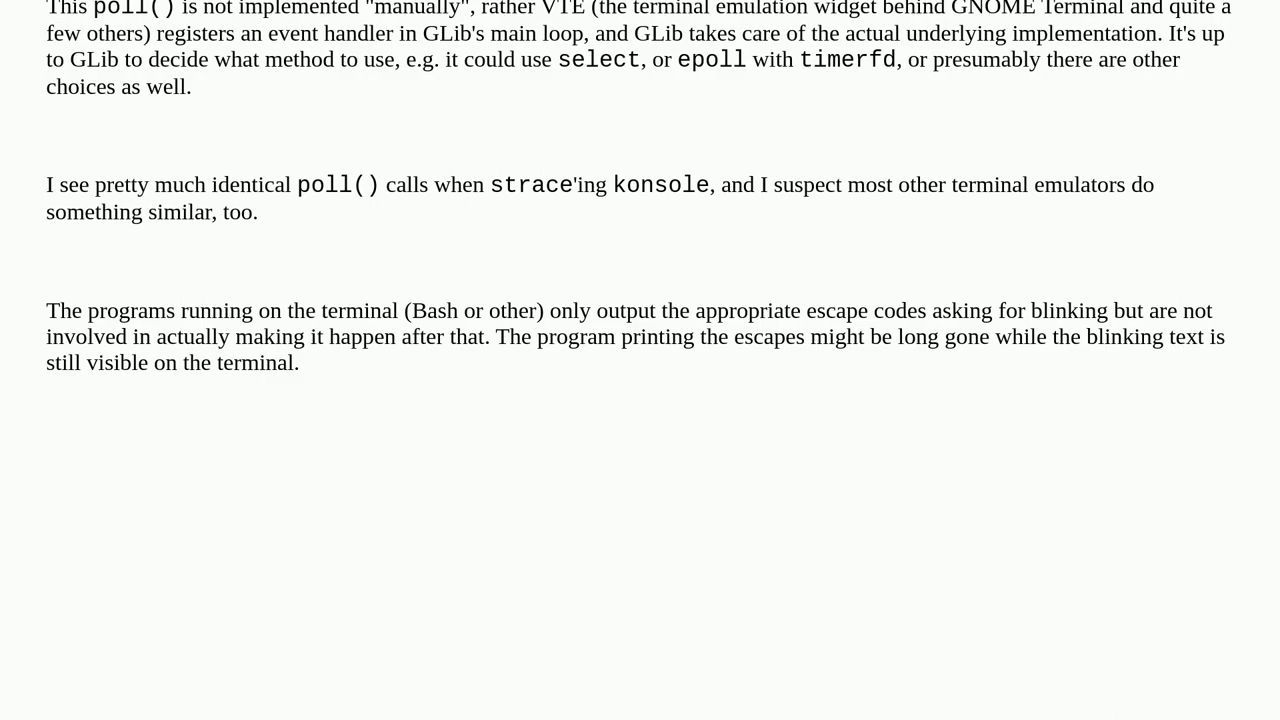 This poll() is not implemented "manually", rather VTE (the terminal emulation widget behind GNOME Terminal and quite a
few others) registers an event handler in GLib's main loop, and GLib takes care of the actual underlying implementation. It's up
to GLib to decide what method to use, e.g. it could use select, or epoll with timerfd, or presumably there are other
choices as well.
I see pretty much identical poll() calls when strace'ing konsole, and I suspect most other terminal emulators do
something similar, too.
The programs running on the terminal (Bash or other) only output the appropriate escape codes asking for blinking but are not
involved in actually making it happen after that. The program printing the escapes might be long gone while the blinking text is
still visible on the terminal.